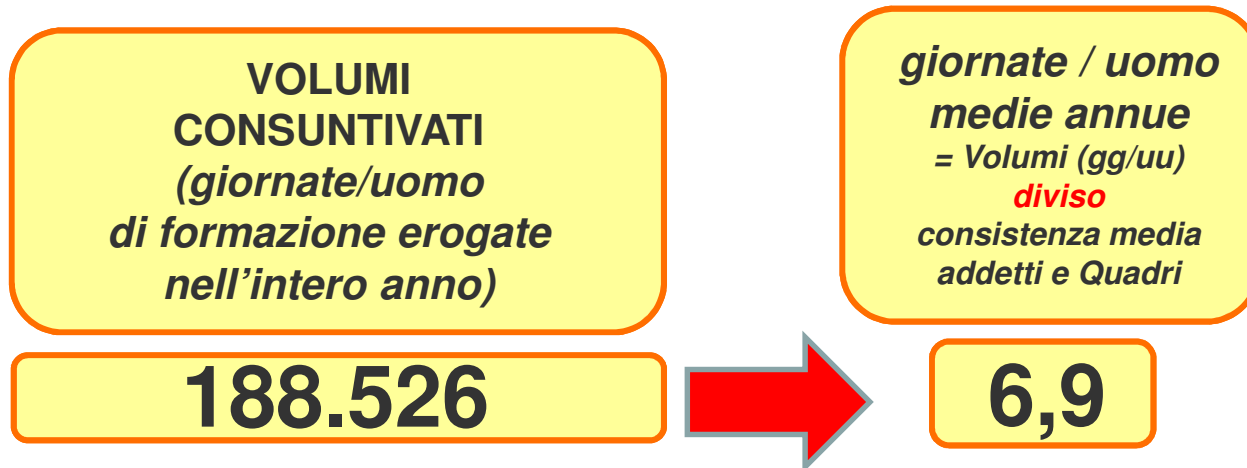 VOLUMI
CONSUNTIVATI
(giornate/uomo
di formazione erogate
nell'intero anno)
188.526
giornate / uomo
medie annue
= Volumi (gg/uu)
diviso
consistenza media
addetti e Quadri
6,9